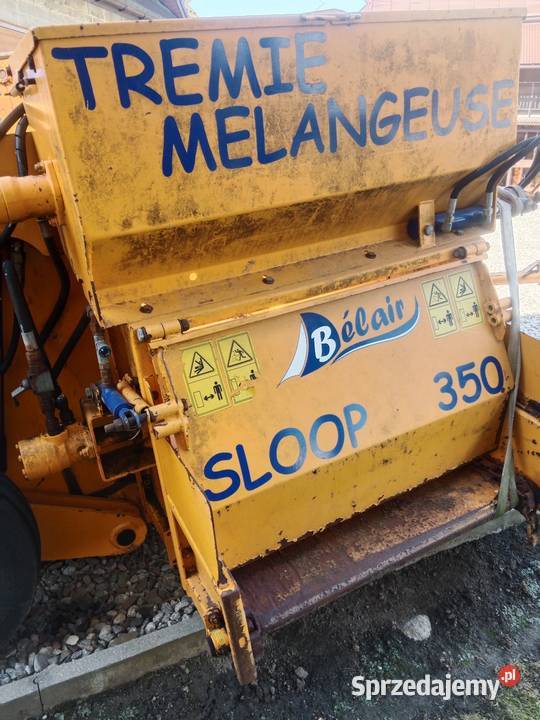 TREMIE
MELANGEUSE
Bélair
SLOOP 350
Sprzedajemy.pl